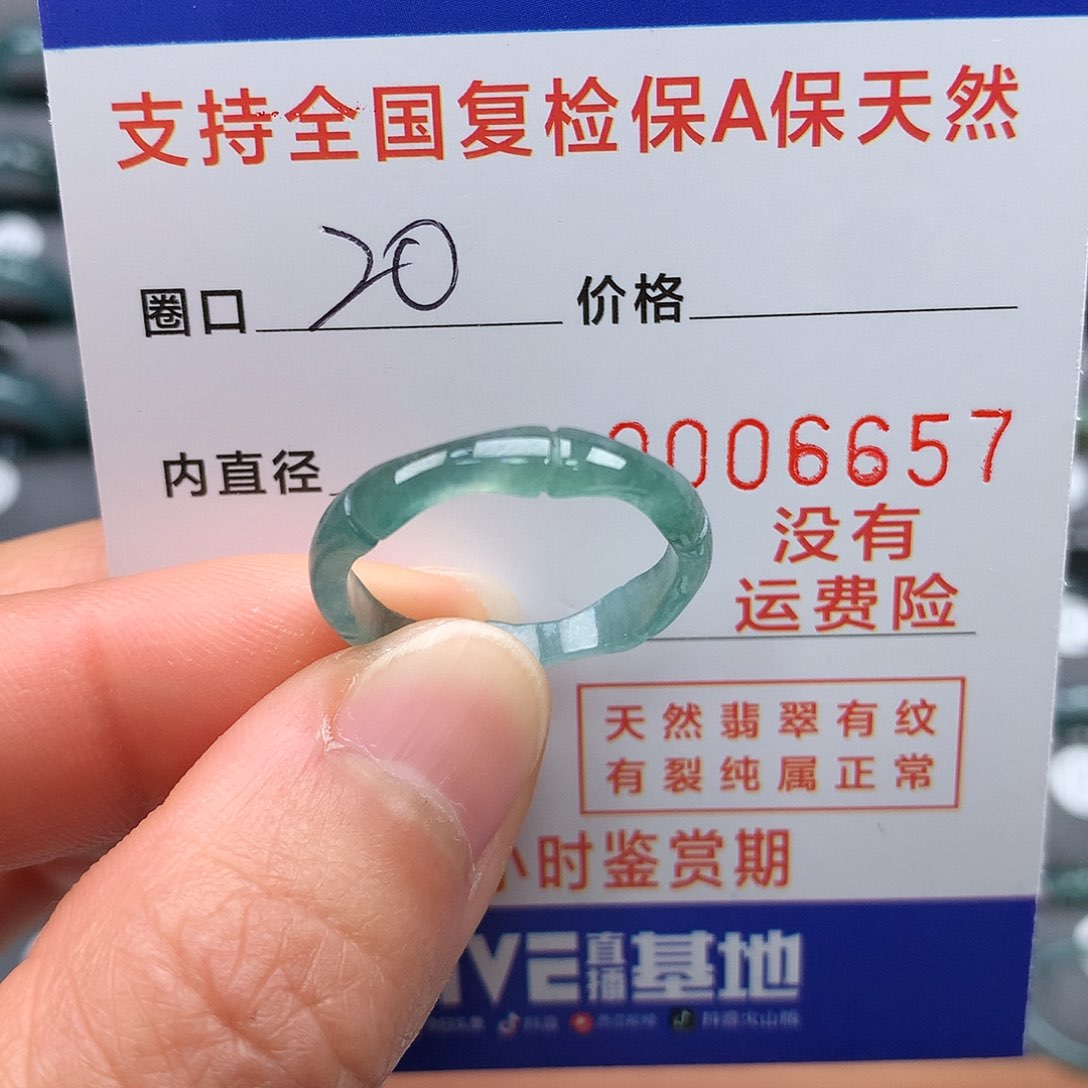 支持全国复检保A保天然
圈口 20 价格
内直径
0006657
没有
运费险
天然翡翠有纹
有裂纯属正常
小时鉴赏期
直播基地